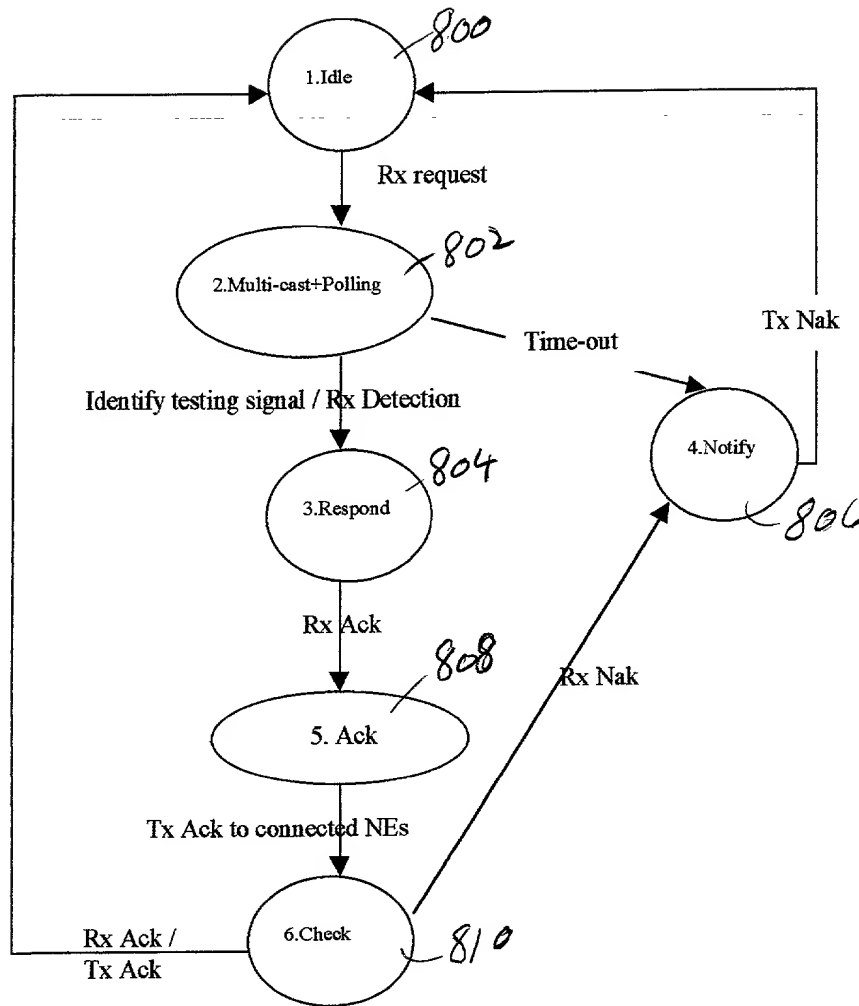 800
1.Idle
Rx request
802
2.Multi-cast+Polling
Tx Nak
Time-out
Identify testing signal / Rx Detection
804
4.Notify
3.Respond
806
Rx Ack
808
Rx Nak
5. Ack
Tx Ack to connected NEs
6.Check
810
Rx Ack /
Tx Ack